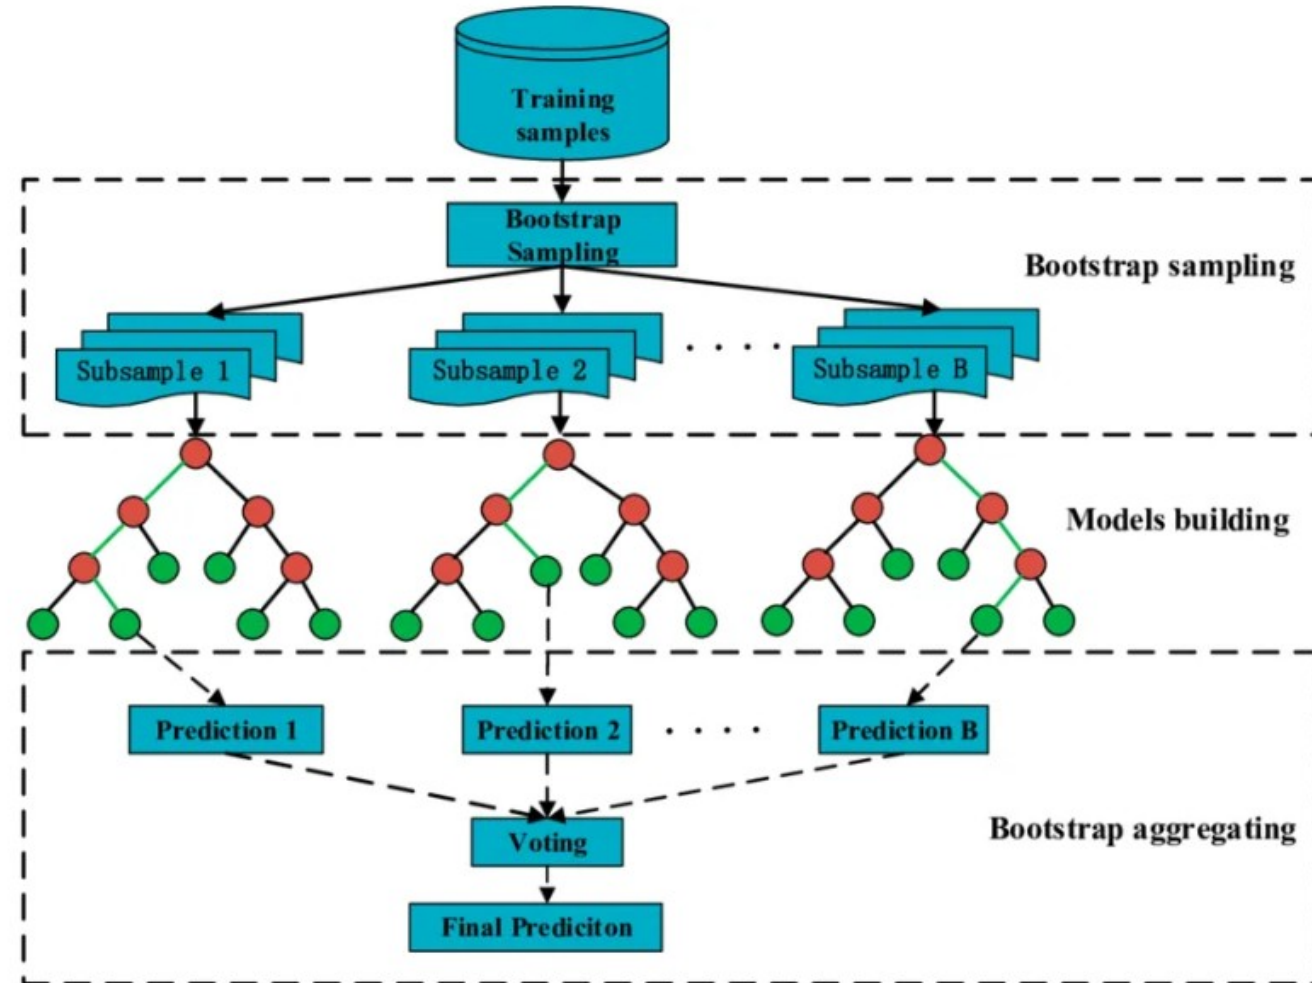 Training
samples
Bootstrap
Sampling
Bootstrap sampling
Subsample 1
Subsample 2
. . . .
Subsample B
Models building
Prediction 1
Prediction 2
. . . .
Prediction B
Voting
Bootstrap aggregating
Final Prediciton